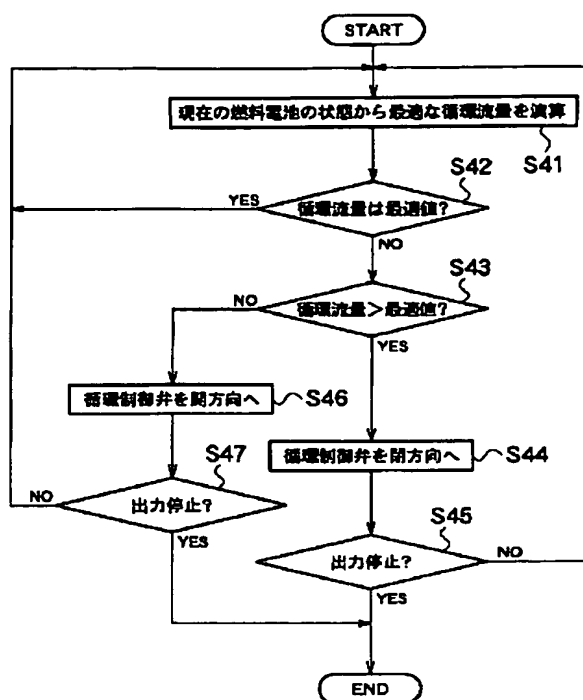 START
現在の燃料電池の状態から最適な循環流量を演算
S41
S42
YES
循環流量は最適値?
NO
S43
NO
循環流量>最適値?
YES
循環制御弁を開方向へ
S46
循環制御弁を閉方向へ
S44
S47
NO
出力停止?
YES
S45
出力停止?
NO
YES
END